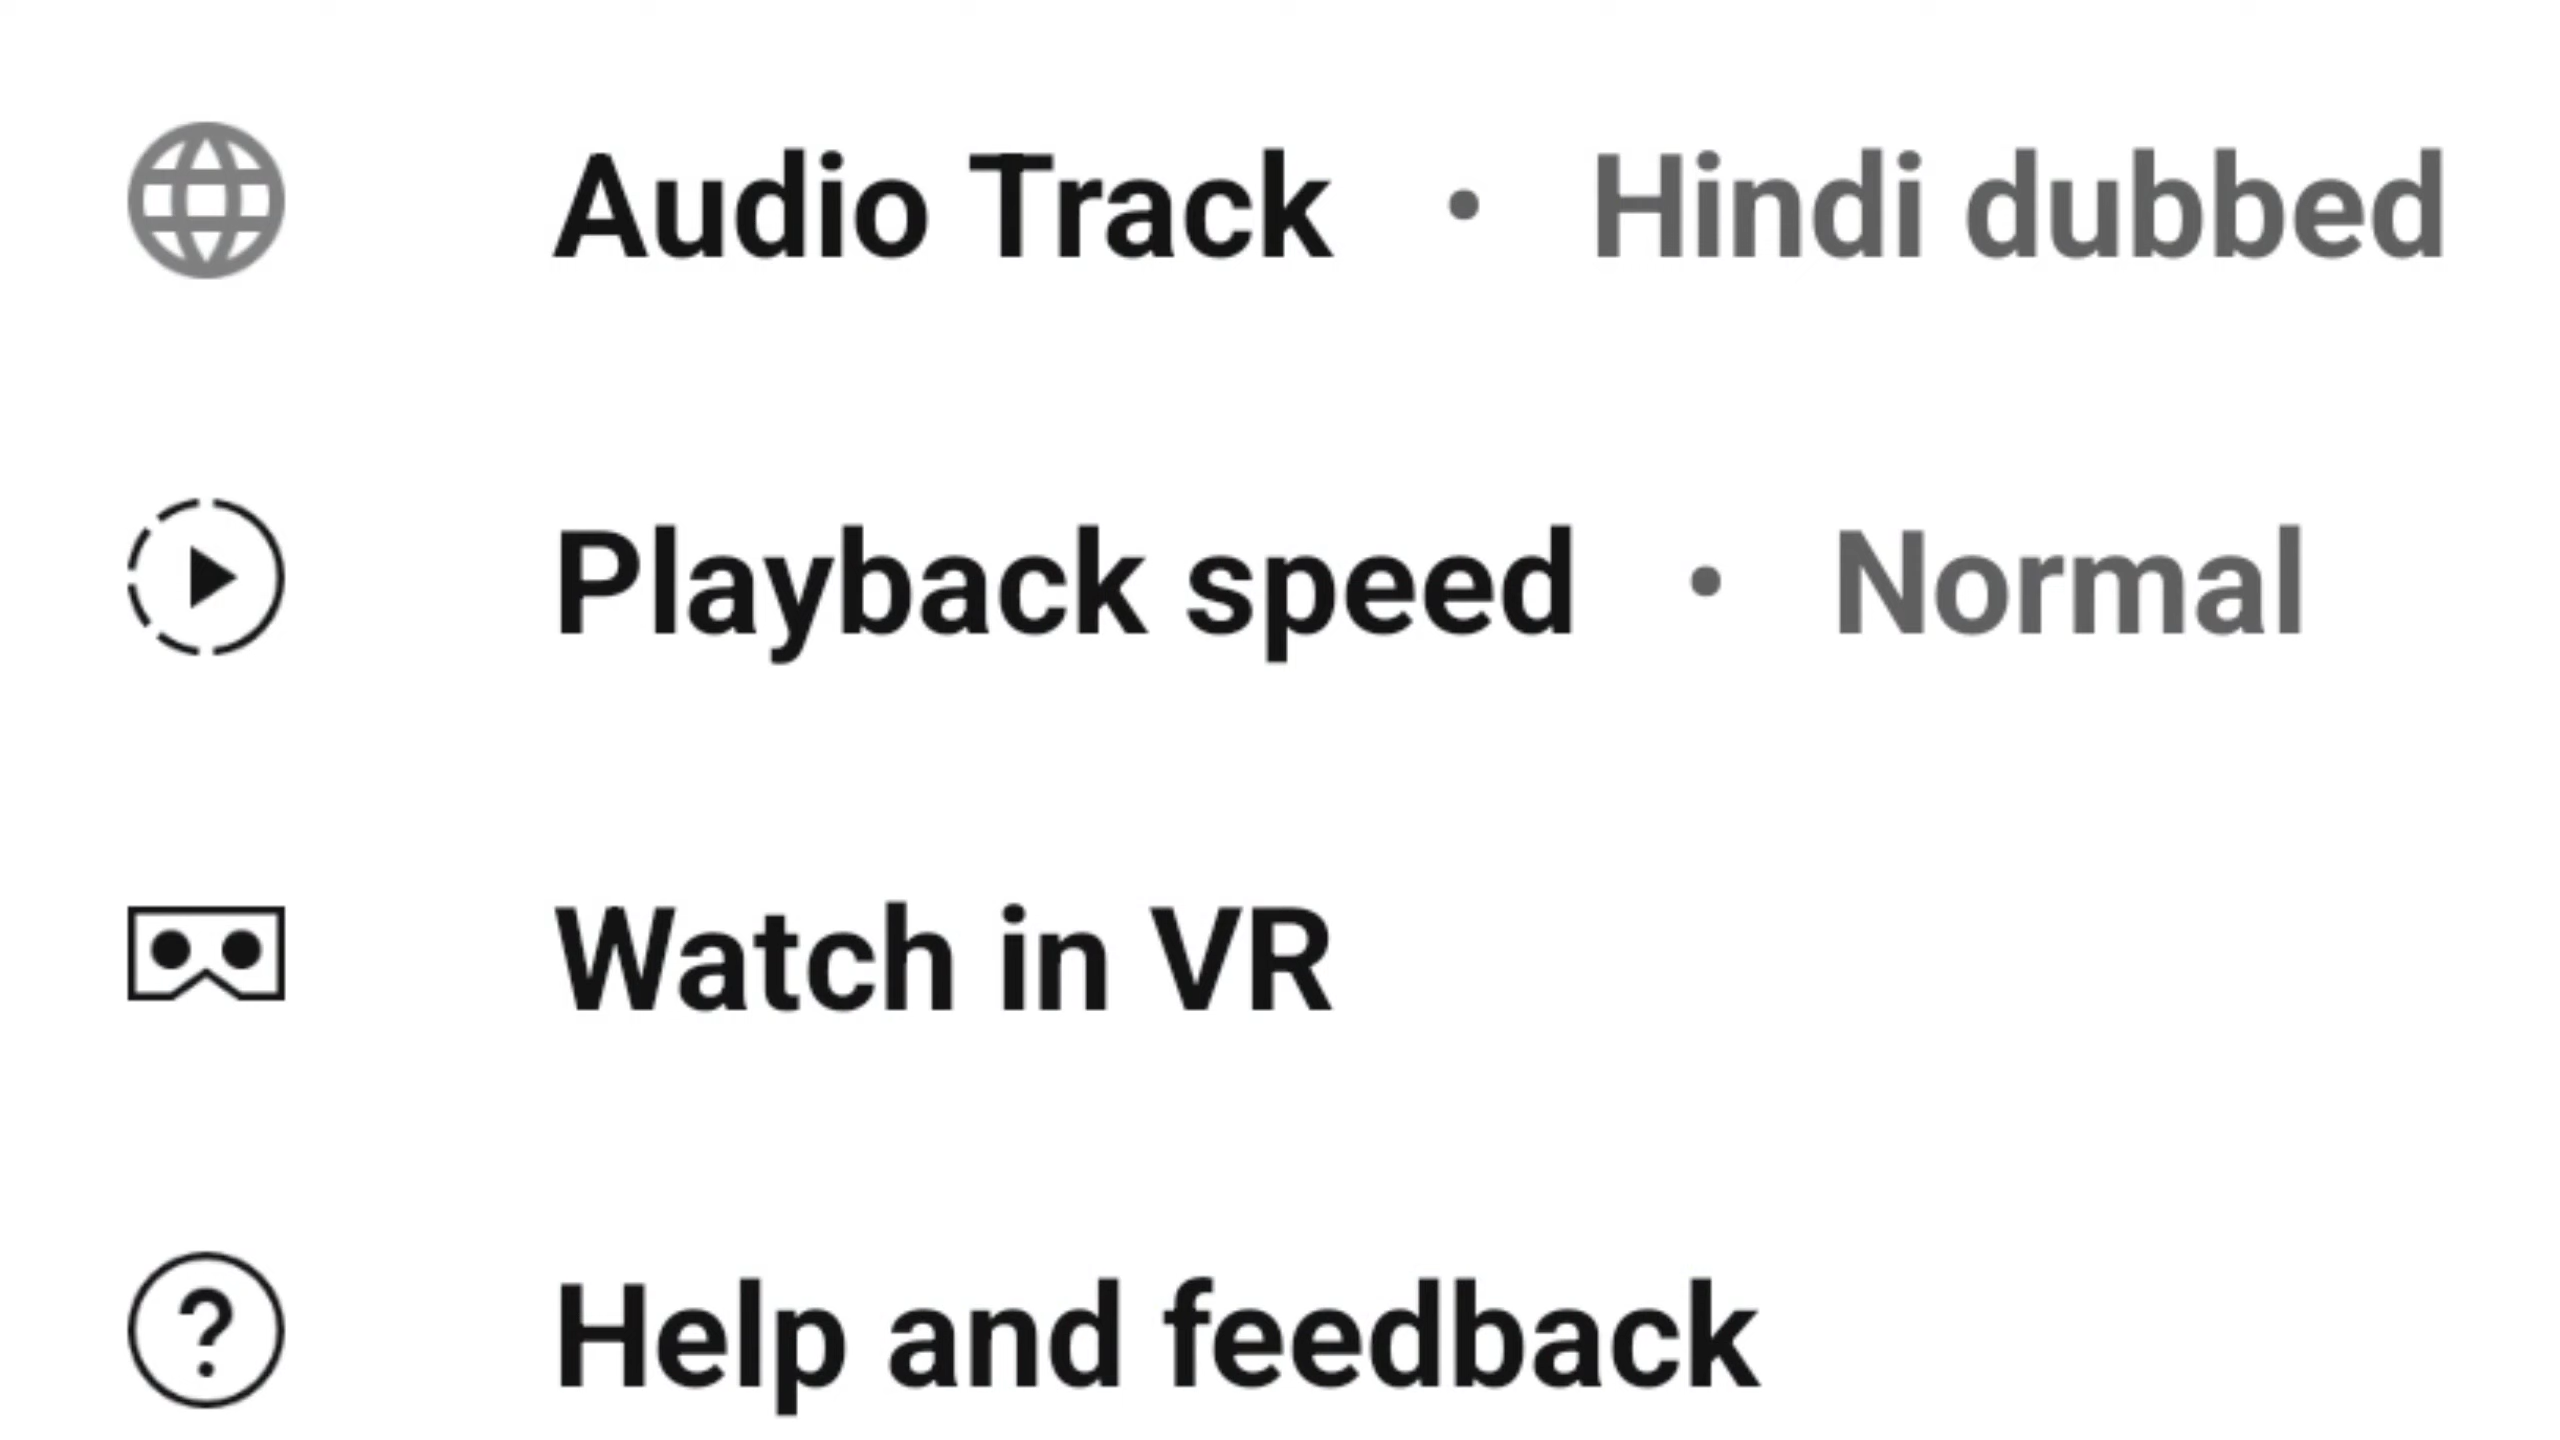 Audio Track • Hindi dubbed
Playback speed • Normal
Watch in VR
Help and feedback